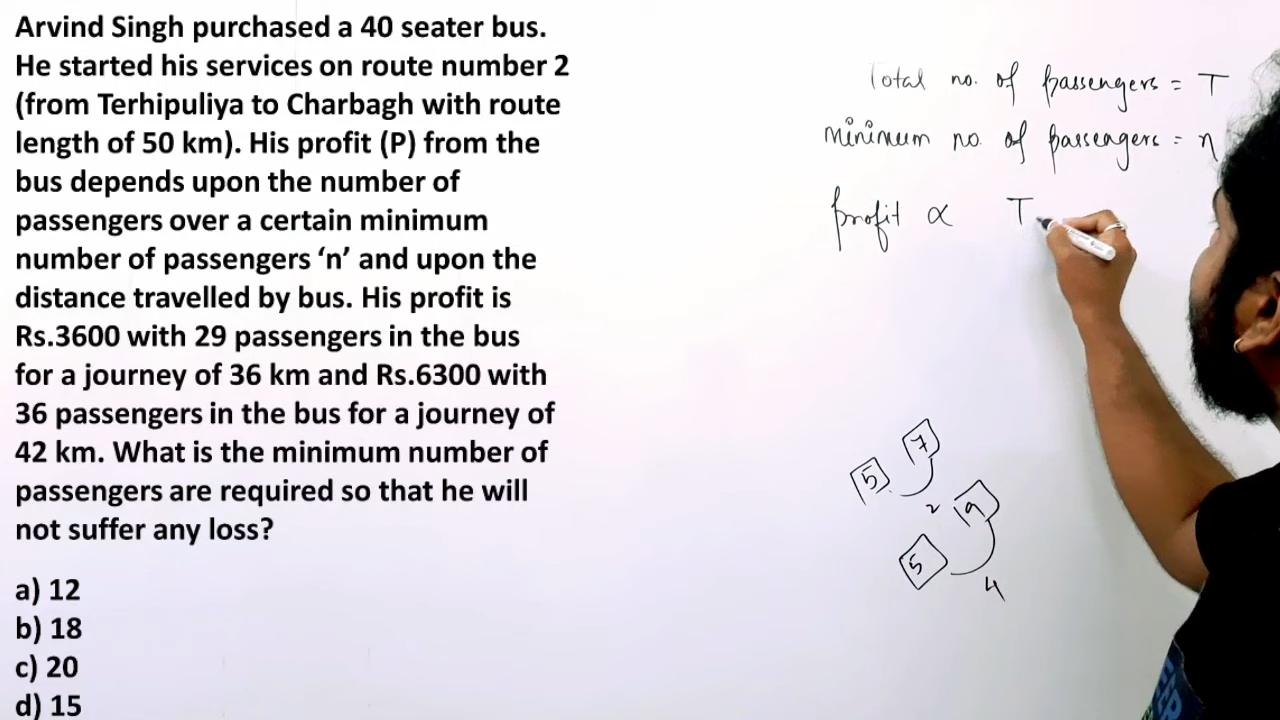 Arvind Singh purchased a 40 seater bus.
He started his services on route number 2
(from Terhipuliya to Charbagh with route
length of 50 km). His profit (P) from the
bus depends upon the number of
passengers over a certain minimum
number of passengers ‘n’ and upon the
distance travelled by bus. His profit is
Rs.3600 with 29 passengers in the bus
for a journey of 36 km and Rs.6300 with
36 passengers in the bus for a journey of
42 km. What is the minimum number of
passengers are required so that he will
not suffer any loss?
a) 12
b) 18
c) 20
d) 15
Total no. of passengers = T
minimum no. of passengers = n
profit ∝ T
7
5
2
9
5
4